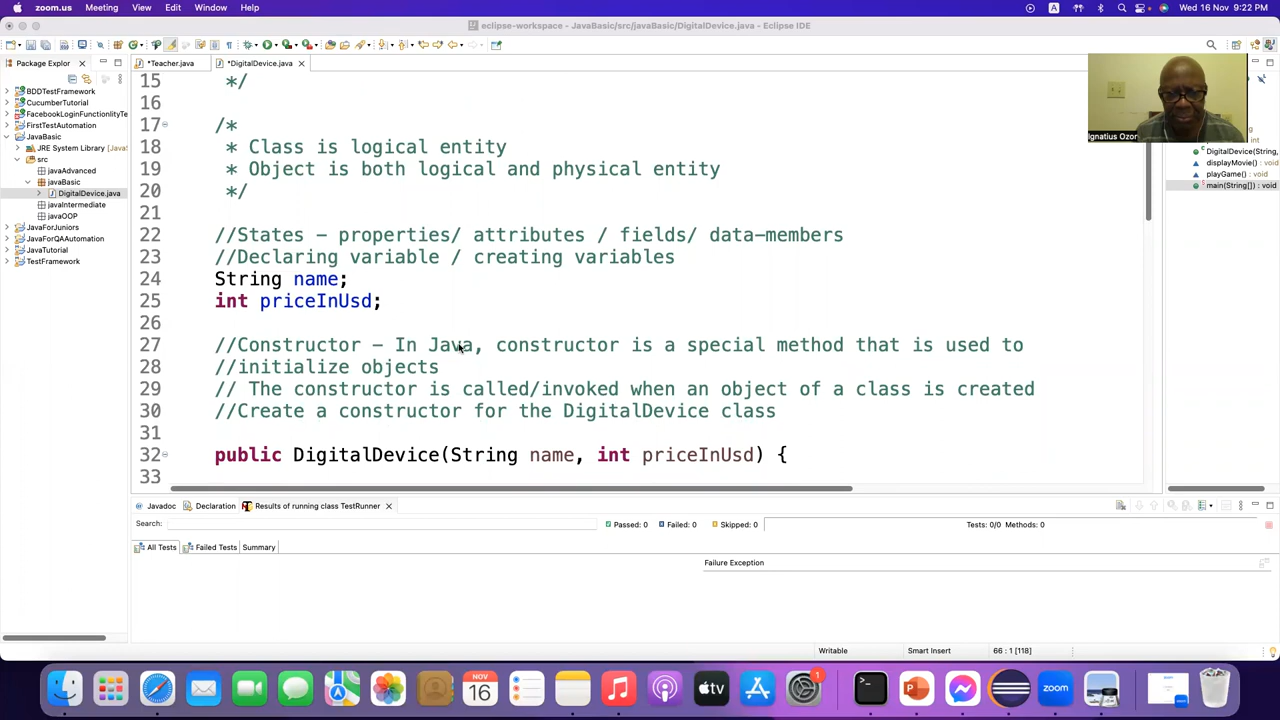 zoom.us Meeting View Edit Window Help A Wed 16 Nov 9:22 PM
eclipse-workspace - JavaBasic/src/javaBasic/DigitalDevice.java - Eclipse IDE
Package Explor
*Teacher.java
*DigitalDevice.java
BDDTestFramework
CucumberTutorial
FacebookLoginFunctionlityTe
FirstTestAutomation
JavaBasic
JRE System Library [Java
src
javaAdvanced
javaBasic
DigitalDevice.java
javaIntermediate
javaOOP
JavaForJuniors
JavaForQAAutomation
JavaTutorial
TestFramework
15 */
16
17 /*
18 * Class is logical entity
19 * Object is both logical and physical entity
20 */
21
22 //States - properties/ attributes / fields/ data-members
23 //Declaring variable / creating variables
24 String name;
25 int priceInUsd;
26
27 //Constructor - In Java, constructor is a special method that is used to
28 //initialize objects
29 // The constructor is called/invoked when an object of a class is created
30 //Create a constructor for the DigitalDevice class
31
32 public DigitalDevice(String name, int priceInUsd) {
33
Ignatius Ozor
DigitalDevice(String,
displayMovie() : void
playGame() : void
main(String[]) : void
Javadoc
Declaration
Results of running class TestRunner
Search:
Passed: 0
Failed: 0
Skipped: 0
Tests: 0/0 Methods: 0
All Tests
Failed Tests
Summary
Failure Exception
Writable
Smart Insert
66 : 1 [118]
NOV
16
tv
1
zoom